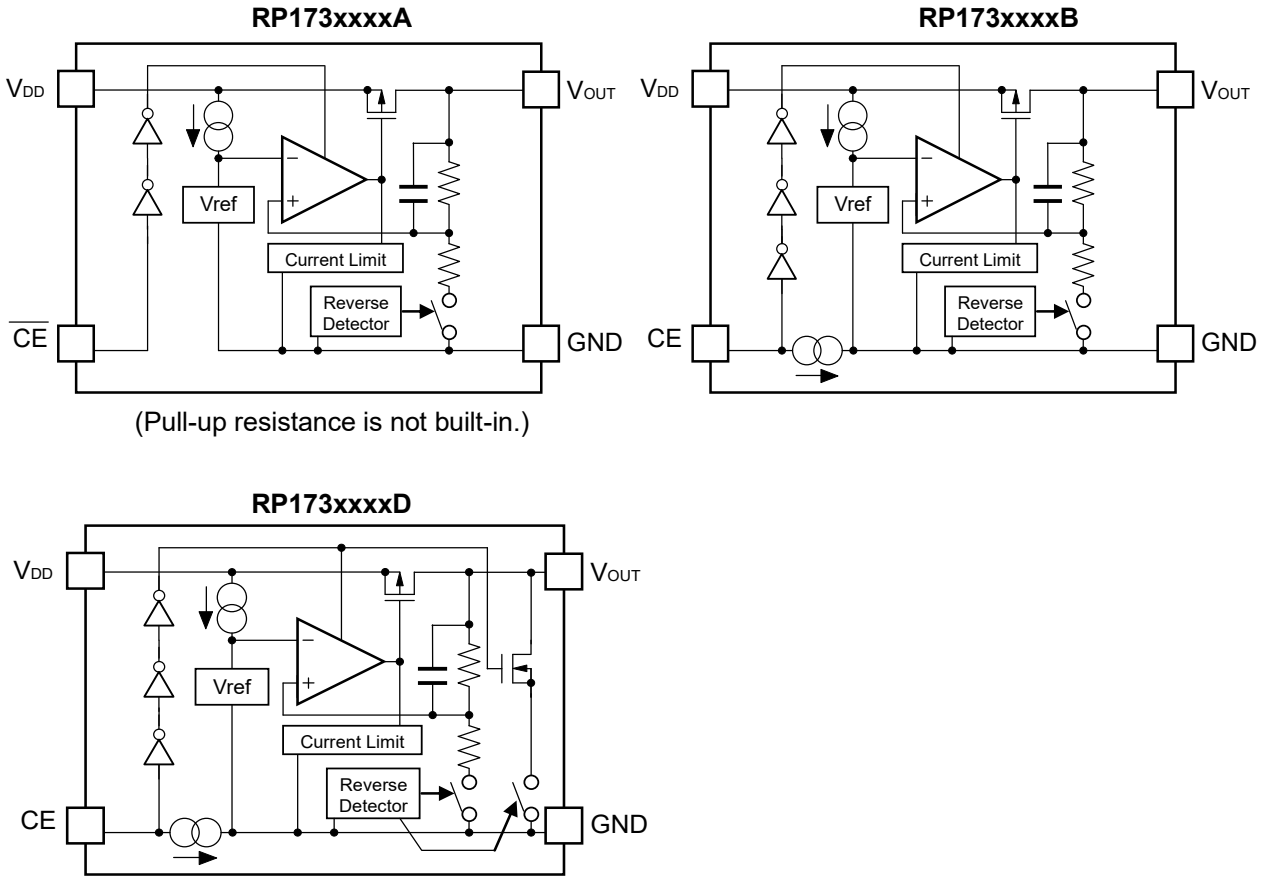 RP173xxxxA
VDD
VOUT
−
+
Vref
Current Limit
Reverse
Detector
CE
GND
(Pull-up resistance is not built-in.)
RP173xxxxB
VDD
VOUT
−
+
Vref
Current Limit
Reverse
Detector
CE
GND
RP173xxxxD
VDD
VOUT
−
+
Vref
Current Limit
Reverse
Detector
CE
GND